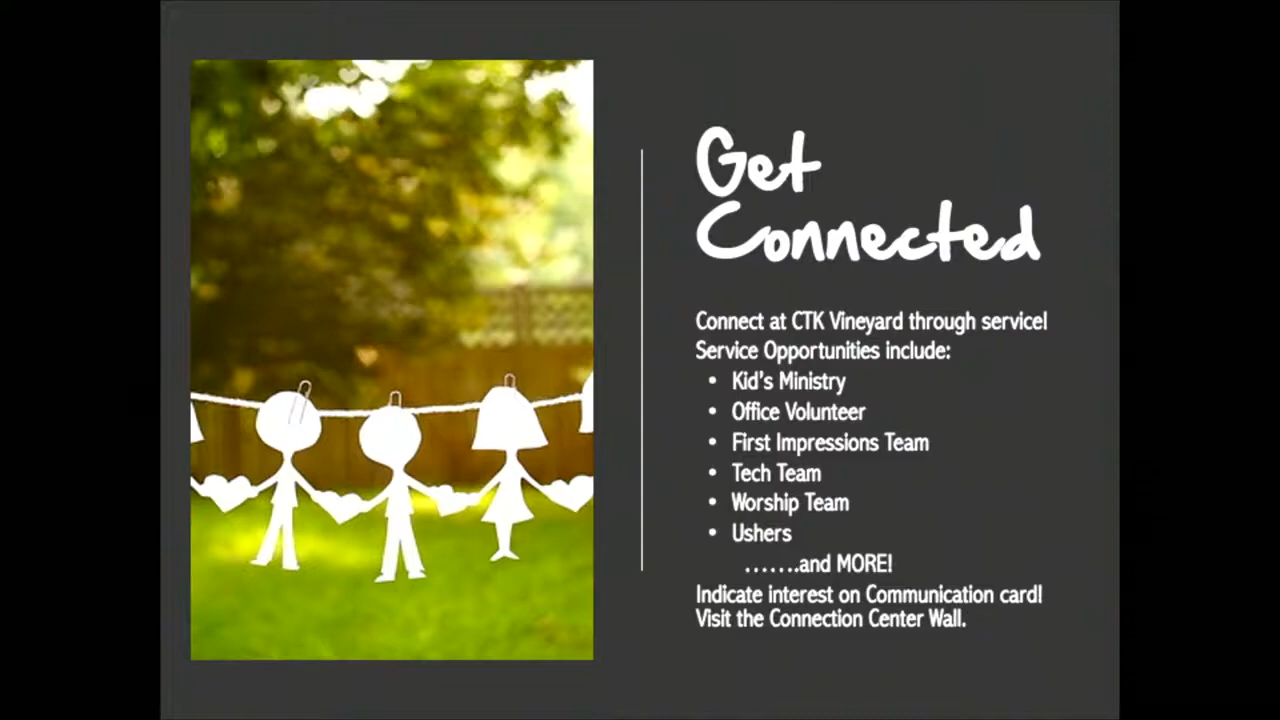 Get
Connected
Connect at CTK Vineyard through service!
Service Opportunities include:
• Kid's Ministry
• Office Volunteer
• First Impressions Team
• Tech Team
• Worship Team
• Ushers
.......and MORE!
Indicate interest on Communication card!
Visit the Connection Center Wall.